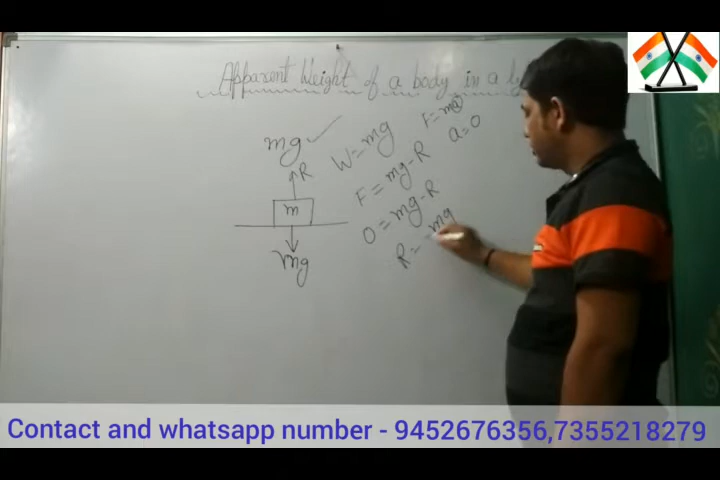 Apparent Weight of a body in a
mg
W = mg
F = ma
a = 0
R
F = mg - R
m
0 = mg - R
mg
R = mg
Contact and whatsapp number - 9452676356,7355218279